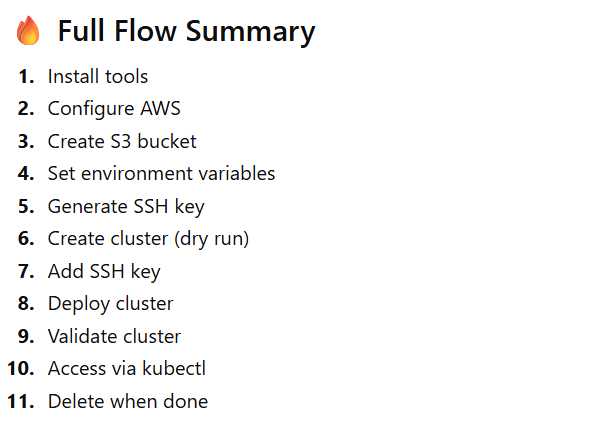 🔥 Full Flow Summary
1. Install tools
2. Configure AWS
3. Create S3 bucket
4. Set environment variables
5. Generate SSH key
6. Create cluster (dry run)
7. Add SSH key
8. Deploy cluster
9. Validate cluster
10. Access via kubectl
11. Delete when done